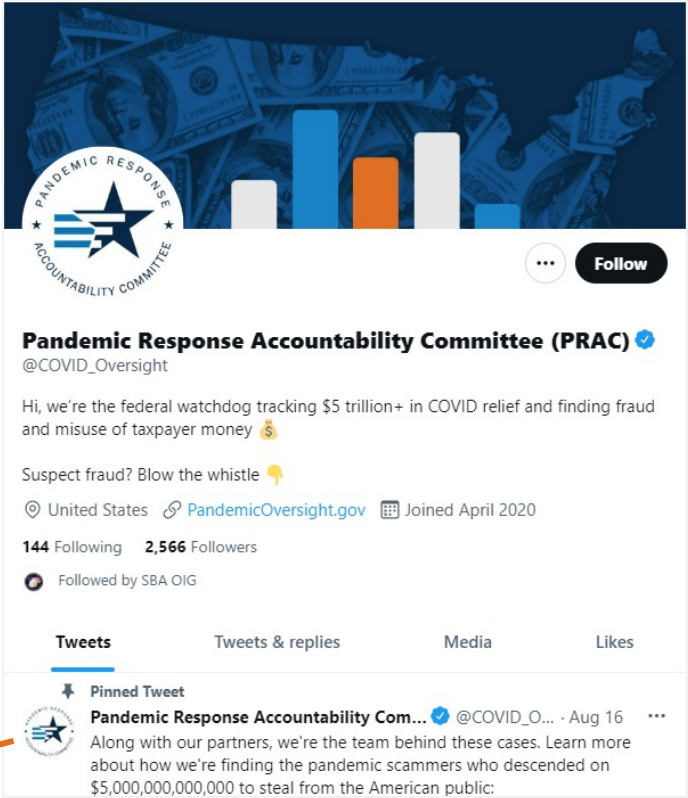 PANDEMIC RESPONSE
ACCOUNTABILITY COMMITTEE
Follow
Pandemic Response Accountability Committee (PRAC)
@COVID_Oversight
Hi, we're the federal watchdog tracking $5 trillion+ in COVID relief and finding fraud
and misuse of taxpayer money 💰
Suspect fraud? Blow the whistle 👇
United States PandemicOversight.gov Joined April 2020
144 Following 2,566 Followers
Followed by SBA OIG
Tweets Tweets & replies Media Likes
Pinned Tweet
Pandemic Response Accountability Com... @COVID_O... · Aug 16 ...
Along with our partners, we're the team behind these cases. Learn more
about how we're finding the pandemic scammers who descended on
$5,000,000,000,000 to steal from the American public: